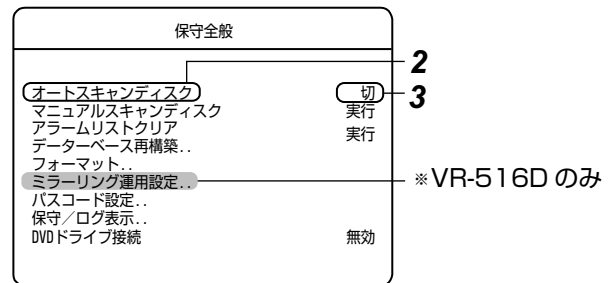 保守全般
2
オートスキャンディスク 切
3
マニュアルスキャンディスク 実行
アラームリストクリア 実行
データーベース再構築..
フォーマット..
ミラーリング運用設定..
※VR-516D のみ
パスコード設定..
保守／ログ表示..
DVDドライブ接続 無効